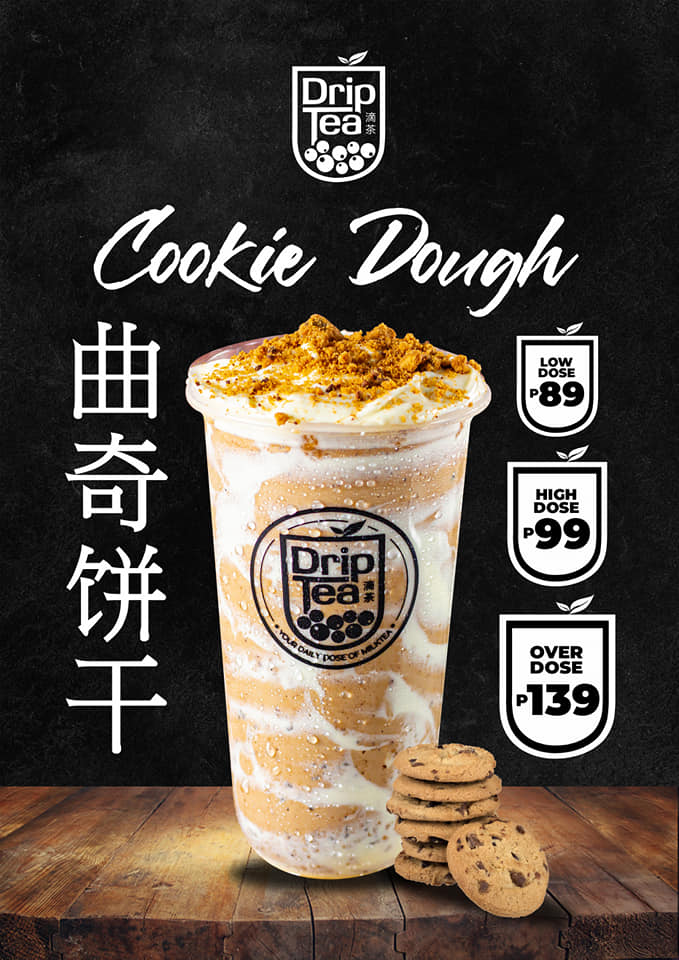 Drip
Tea
滴茶
Cookie Dough
曲奇饼干
LOW
DOSE
P89
HIGH
DOSE
P99
OVER
DOSE
P139
Drip
Tea
滴茶
• YOUR DAILY DOSE OF MILKTEA •